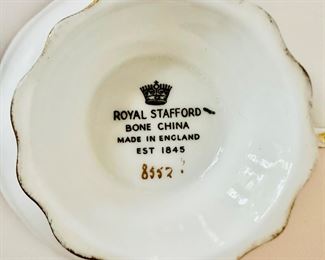 ROYAL STAFFORD
BONE CHINA
MADE IN ENGLAND
EST 1845
8552